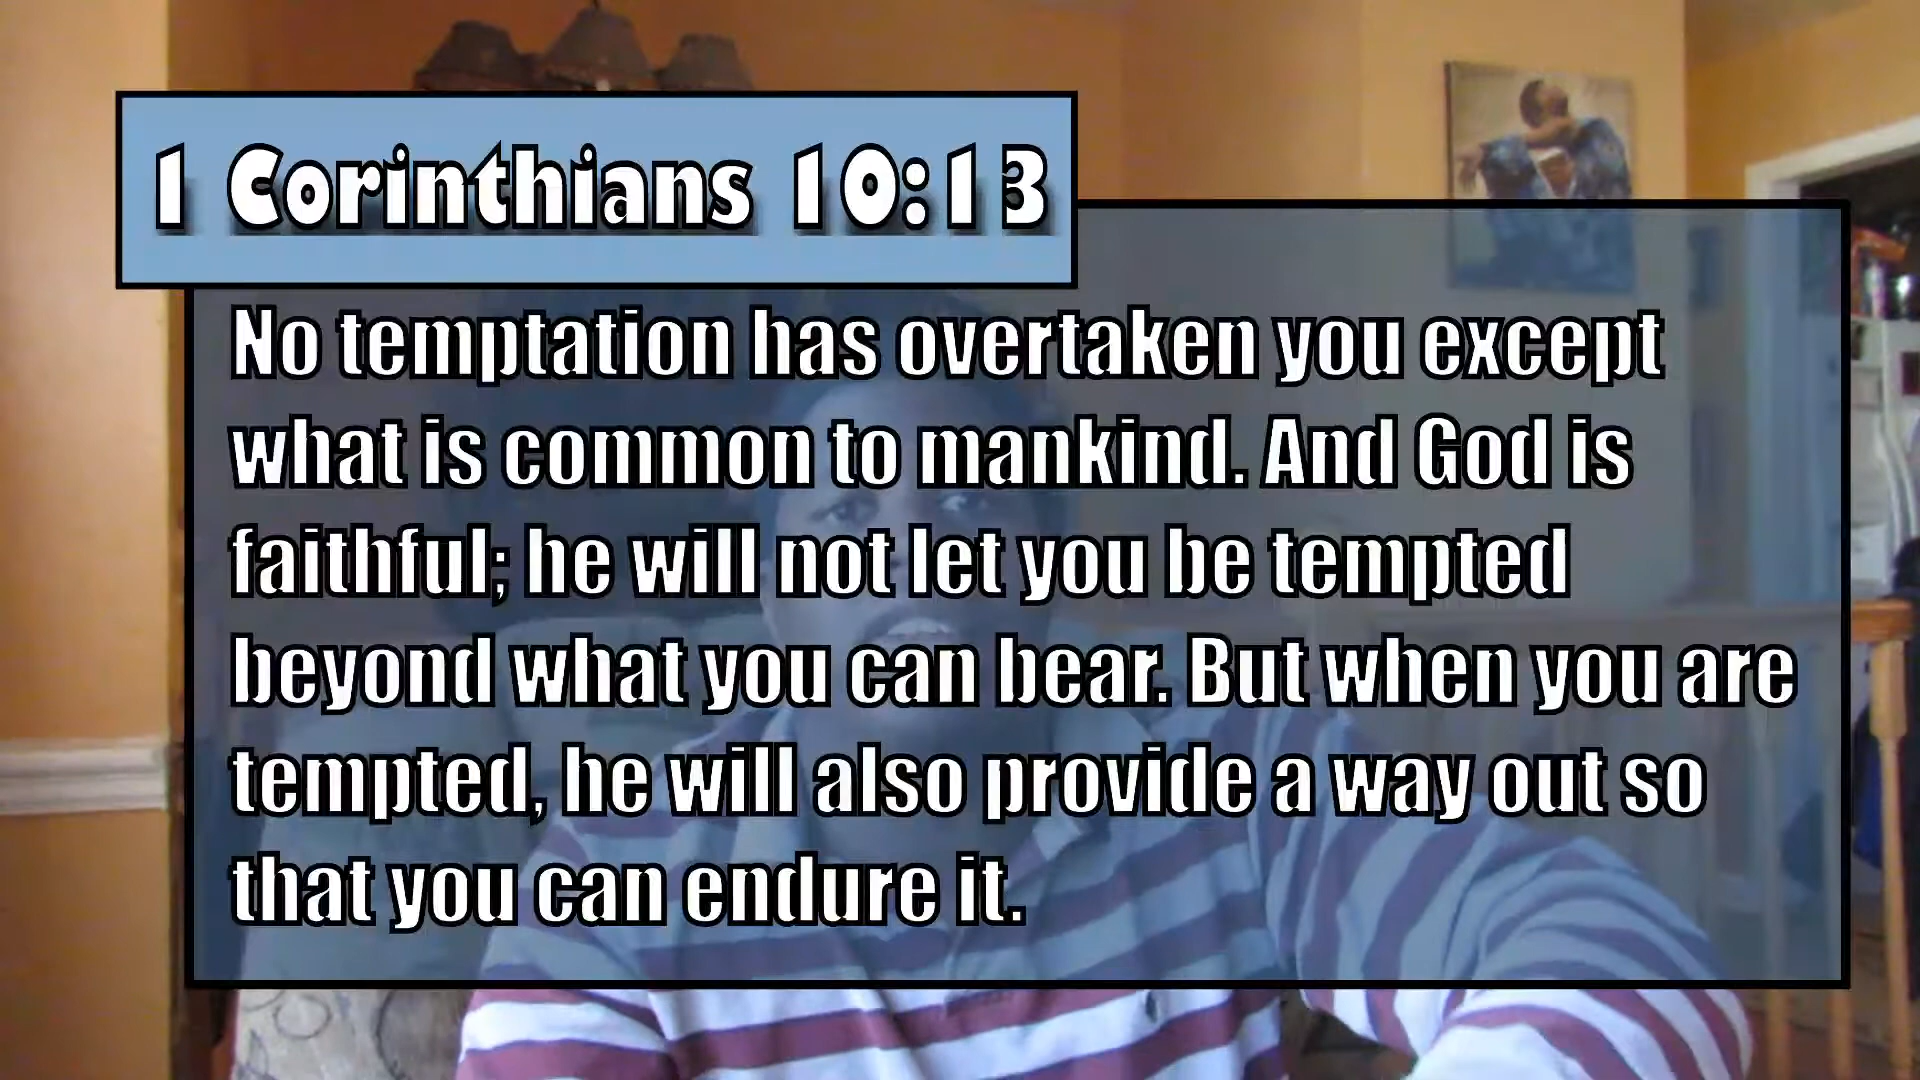 1 Corinthians 10:13
No temptation has overtaken you except
what is common to mankind. And God is
faithful; he will not let you be tempted
beyond what you can bear. But when you are
tempted, he will also provide a way out so
that you can endure it.